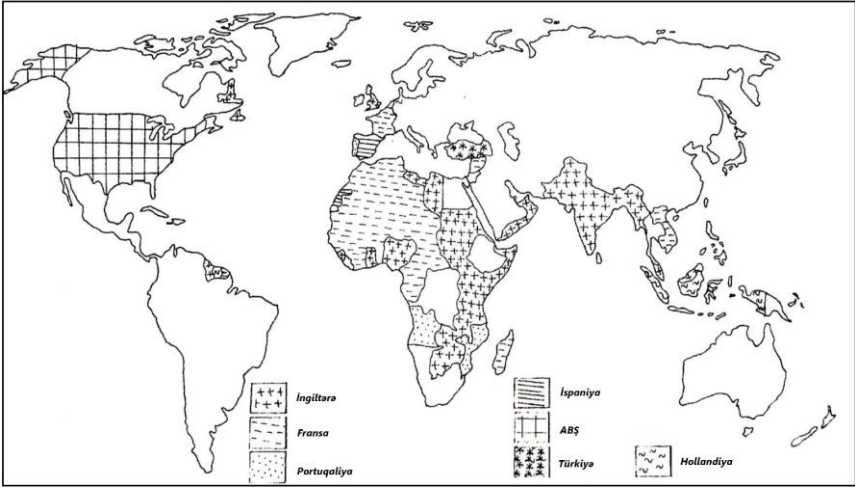 İngiltərə
Fransa
Portuqaliya
İspaniya
ABŞ
Türkiyə
Hollandiya